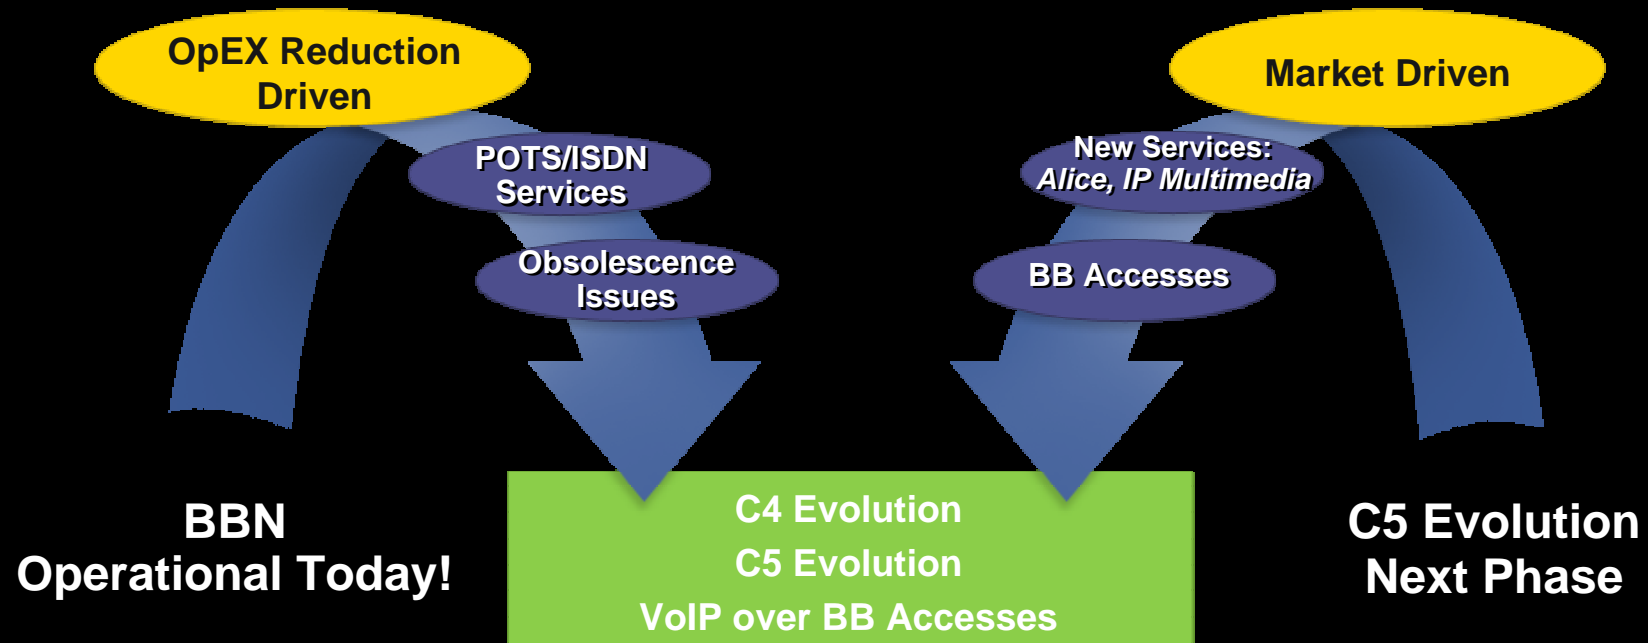 OpEX Reduction
Driven
Market Driven
POTS/ISDN
Services
New Services:
Alice, IP Multimedia
Obsolescence
Issues
BB Accesses
BBN
Operational Today!
C4 Evolution
C5 Evolution
VoIP over BB Accesses
C5 Evolution
Next Phase